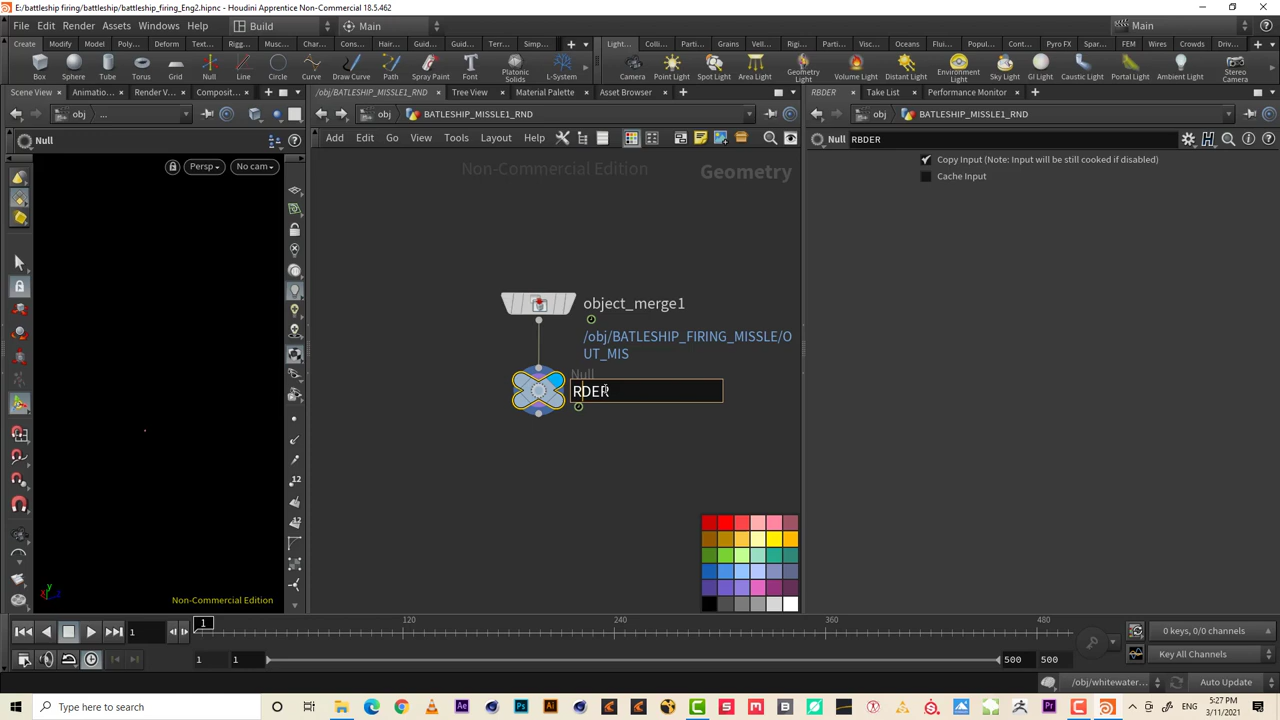 E:/battleship firing/battleship/battleship_firing_Eng2.hipnc - Houdini Apprentice Non-Commercial 18.5.462
File Edit Render Assets Windows Help Build Main Main
Create Modify Model Poly... Deform Text... Rigg... Musc... Char... Cons... Hair... Guid... Guid... Terr... Simp... Light... Colli... Parti... Grains Vell... Rigi... Parti... Visc... Oceans Flui... Popul... Cont... Pyro FX Spar... FEM Wires Crowds Driv...
Box Sphere Tube Torus Grid Null Line Circle Curve Draw Curve Path Spray Paint Font Platonic Solids L-System Camera Point Light Spot Light Area Light Geometry Light Volume Light Distant Light Environment Light Sky Light GI Light Caustic Light Portal Light Ambient Light Stereo Camera
Scene View Animatio... Render V... Composit... /obj/BATLESHIP_MISSLE1_RND Tree View Material Palette Asset Browser RBDER Take List Performance Monitor
obj ... obj BATLESHIP_MISSLE1_RND obj BATLESHIP_MISSLE1_RND
Null Add Edit Go View Tools Layout Help Null RBDER
Copy Input (Note: Input will be still cooked if disabled)
Persp No cam Non-Commercial Edition Geometry
Cache Input
object_merge1
/obj/BATLESHIP_FIRING_MISSLE/O
UT_MIS
Null
RDER
12
12
Non-Commercial Edition
1 1 120 240 360 480 0 keys, 0/0 channels
1 1 500 500 Key All Channels
/obj/whitewater... Auto Update
Type here to search
ENG 5:27 PM
3/11/2021